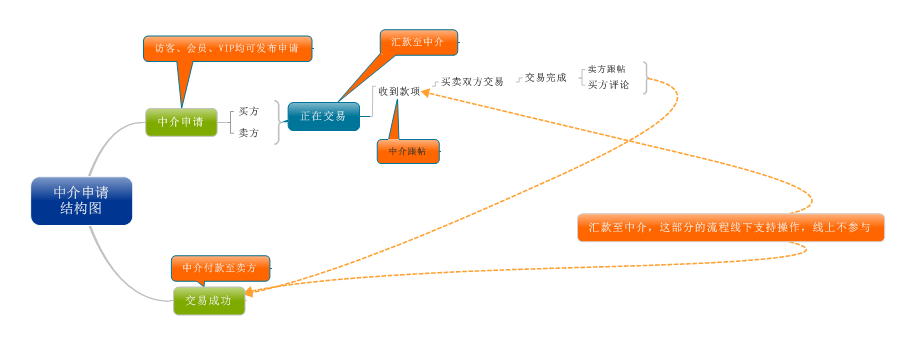 汇款至中介
访客、会员、VIP均可发布申请
卖方跟帖
买卖双方交易
交易完成
买方评论
收到款项
买方
中介申请
正在交易
卖方
中介跟帖
中介申请
结构图
汇款至中介，这部分的流程线下支持操作，线上不参与
中介付款至卖方
交易成功